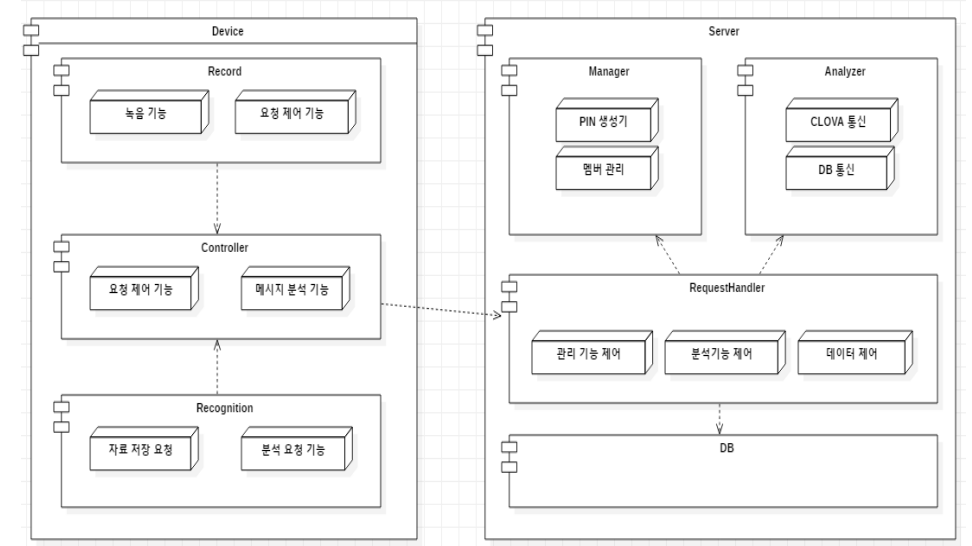 Device
Record
녹음 기능
요청 제어 기능
Controller
요청 제어 기능
메시지 분석 기능
Recognition
자료 저장 요청
분석 요청 기능
Server
Manager
PIN 생성기
멤버 관리
Analyzer
CLOVA 통신
DB 통신
RequestHandler
관리 기능 제어
분석기능 제어
데이터 제어
DB